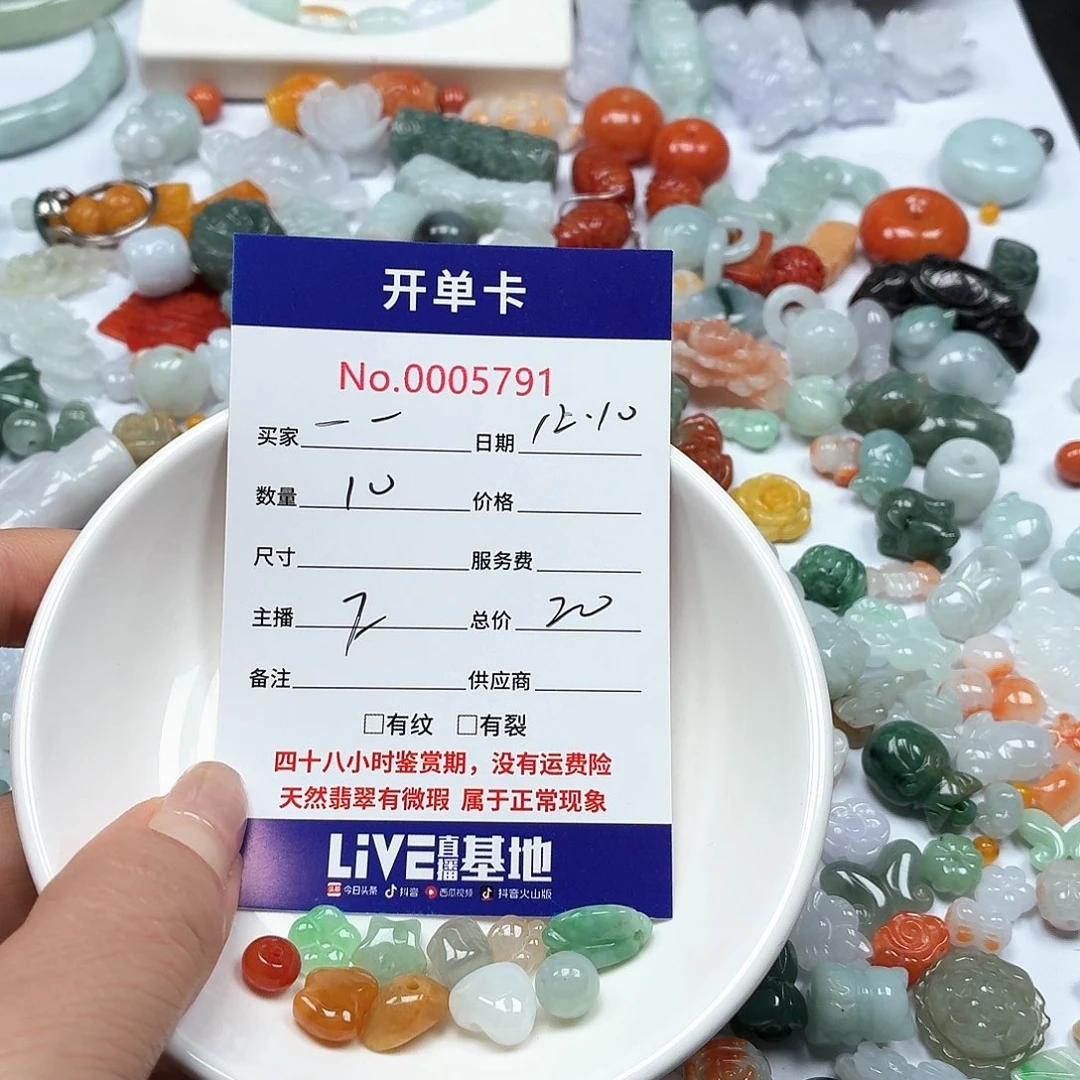 开单卡
No.0005791
买家 一一 日期 12.10
数量 10 价格
尺寸 服务费
主播 7 总价 20
备注 供应商
□有纹 □有裂
四十八小时鉴赏期，没有运费险
天然翡翠有微瑕 属于正常现象
LiVE直播基地
今日头条 抖音 西瓜视频 抖音火山版